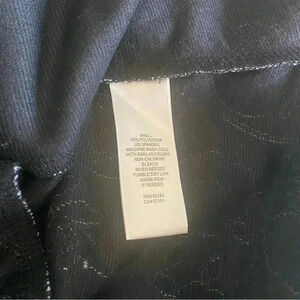 SMALL
98% POLYESTER
2% SPANDEX
MACHINE WASH COLD
WITH SIMILAR COLORS
NON-CHLORINE
BLEACH
WHEN NEEDED
TUMBLE DRY LOW
WARM IRON
IF NEEDED
RN#
CA#